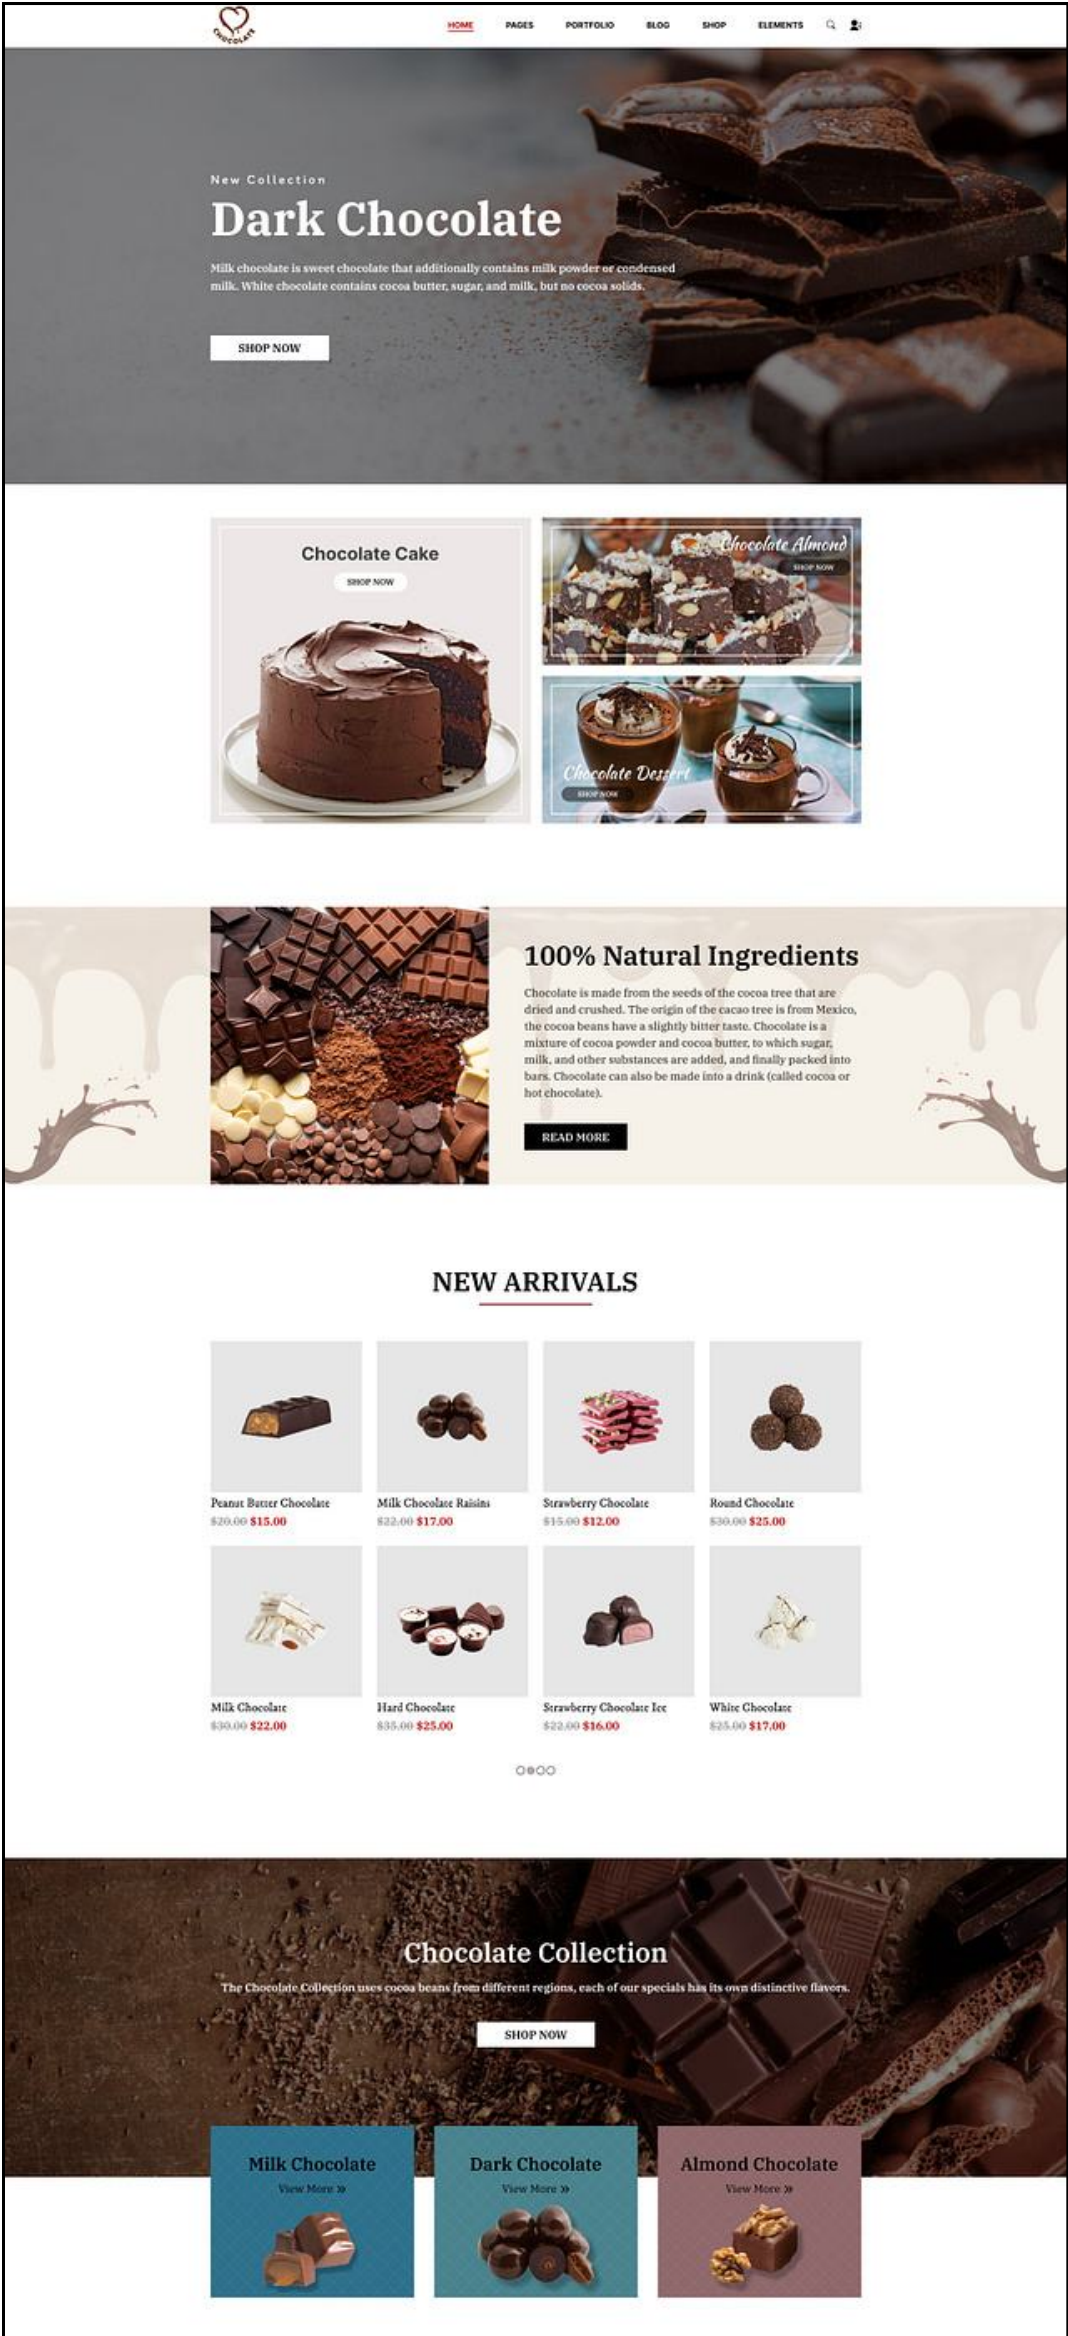 CHOCOLATE
HOME PAGES PORTFOLIO BLOG SHOP ELEMENTS
New Collection
Dark Chocolate
Milk chocolate is sweet chocolate that additionally contains milk powder or condensed
milk. White chocolate contains cocoa butter, sugar, and milk, but no cocoa solids.
SHOP NOW
Chocolate Cake
SHOP NOW
Chocolate Almond
SHOP NOW
Chocolate Dessert
SHOP NOW
100% Natural Ingredients
Chocolate is made from the seeds of the cocoa tree that are
dried and crushed. The origin of the cacao tree is from Mexico,
the cocoa beans have a slightly bitter taste. Chocolate is a
mixture of cocoa powder and cocoa butter, to which sugar,
milk, and other substances are added, and finally packed into
bars. Chocolate can also be made into a drink (called cocoa or
hot chocolate).
READ MORE
NEW ARRIVALS
Peanut Butter Chocolate
$20.00 $15.00
Milk Chocolate Raisins
$22.00 $17.00
Strawberry Chocolate
$15.00 $12.00
Round Chocolate
$30.00 $25.00
Milk Chocolate
$30.00 $22.00
Hard Chocolate
$35.00 $25.00
Strawberry Chocolate Ice
$22.00 $16.00
White Chocolate
$25.00 $17.00
Chocolate Collection
The Chocolate Collection uses cocoa beans from different regions, each of our specials has its own distinctive flavors.
SHOP NOW
Milk Chocolate
View More »
Dark Chocolate
View More »
Almond Chocolate
View More »